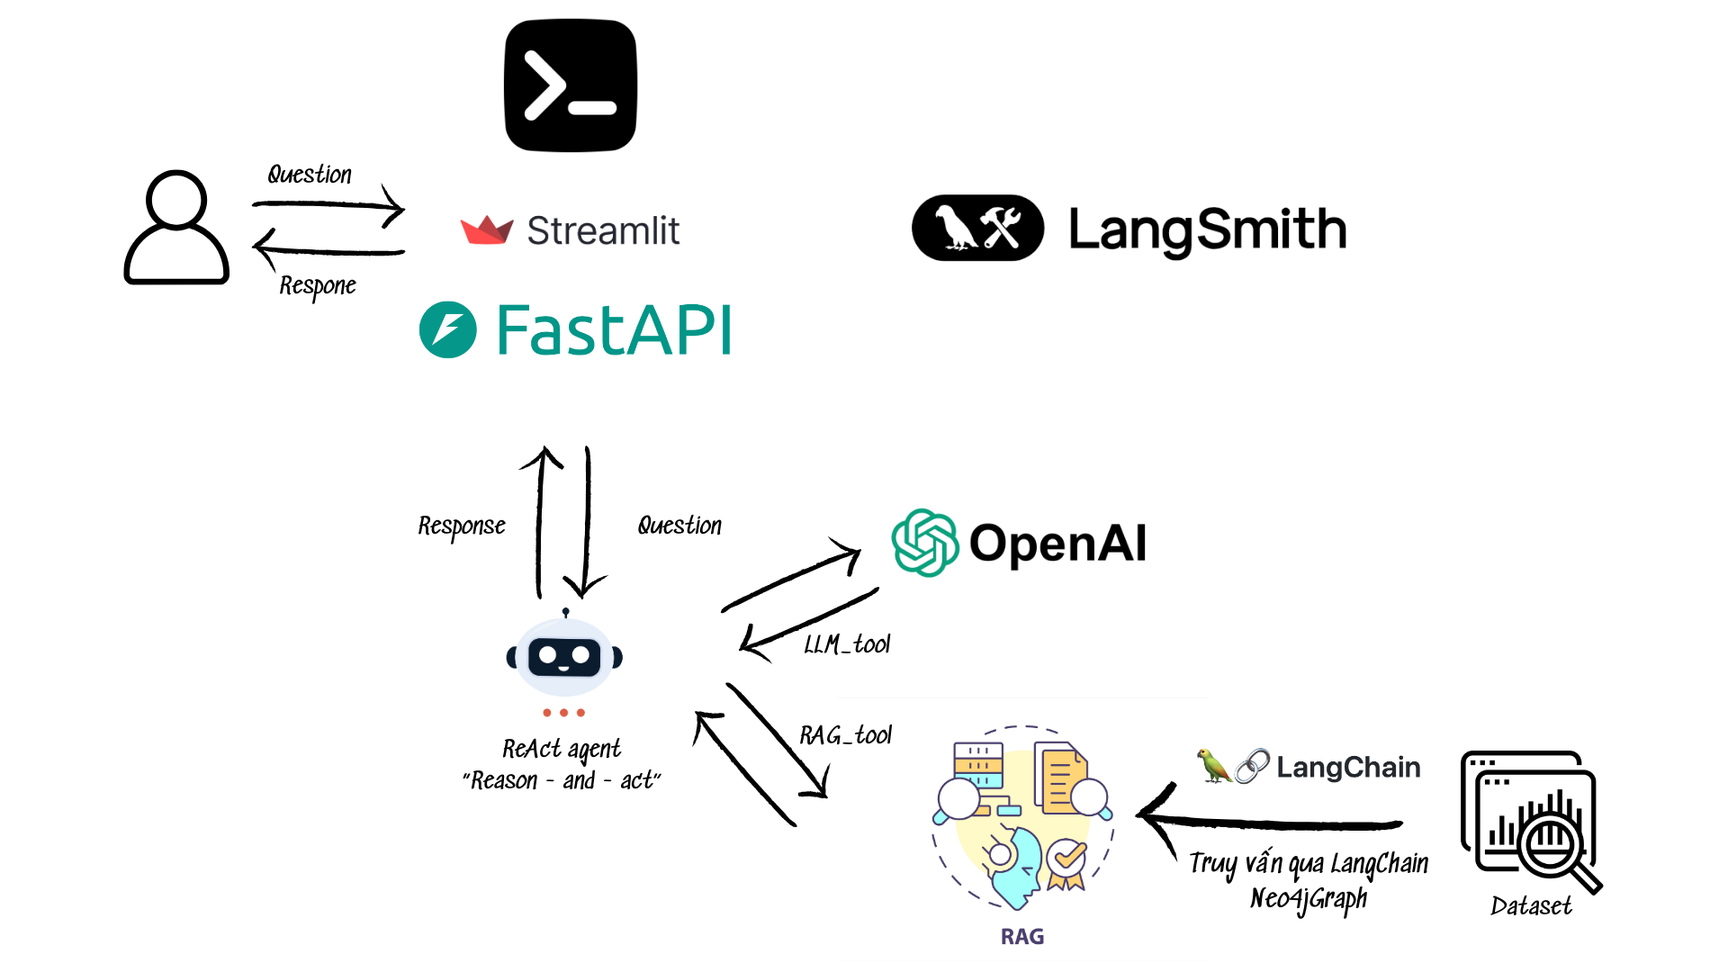 Question
Streamlit
Respone
FastAPI
LangSmith
Response
Question
OpenAI
LLM_tool
RAG_tool
ReAct agent
"Reason - and - act"
LangChain
Truy vấn qua LangChain
Neo4jGraph
Dataset
RAG